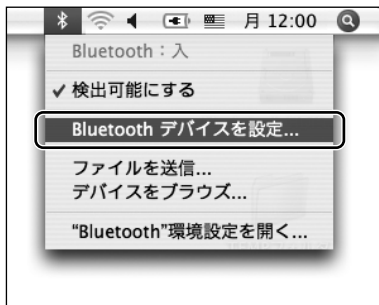 月 12:00
Bluetooth：入
✓ 検出可能にする
Bluetooth デバイスを設定...
ファイルを送信...
デバイスをブラウズ...
“Bluetooth”環境設定を開く...